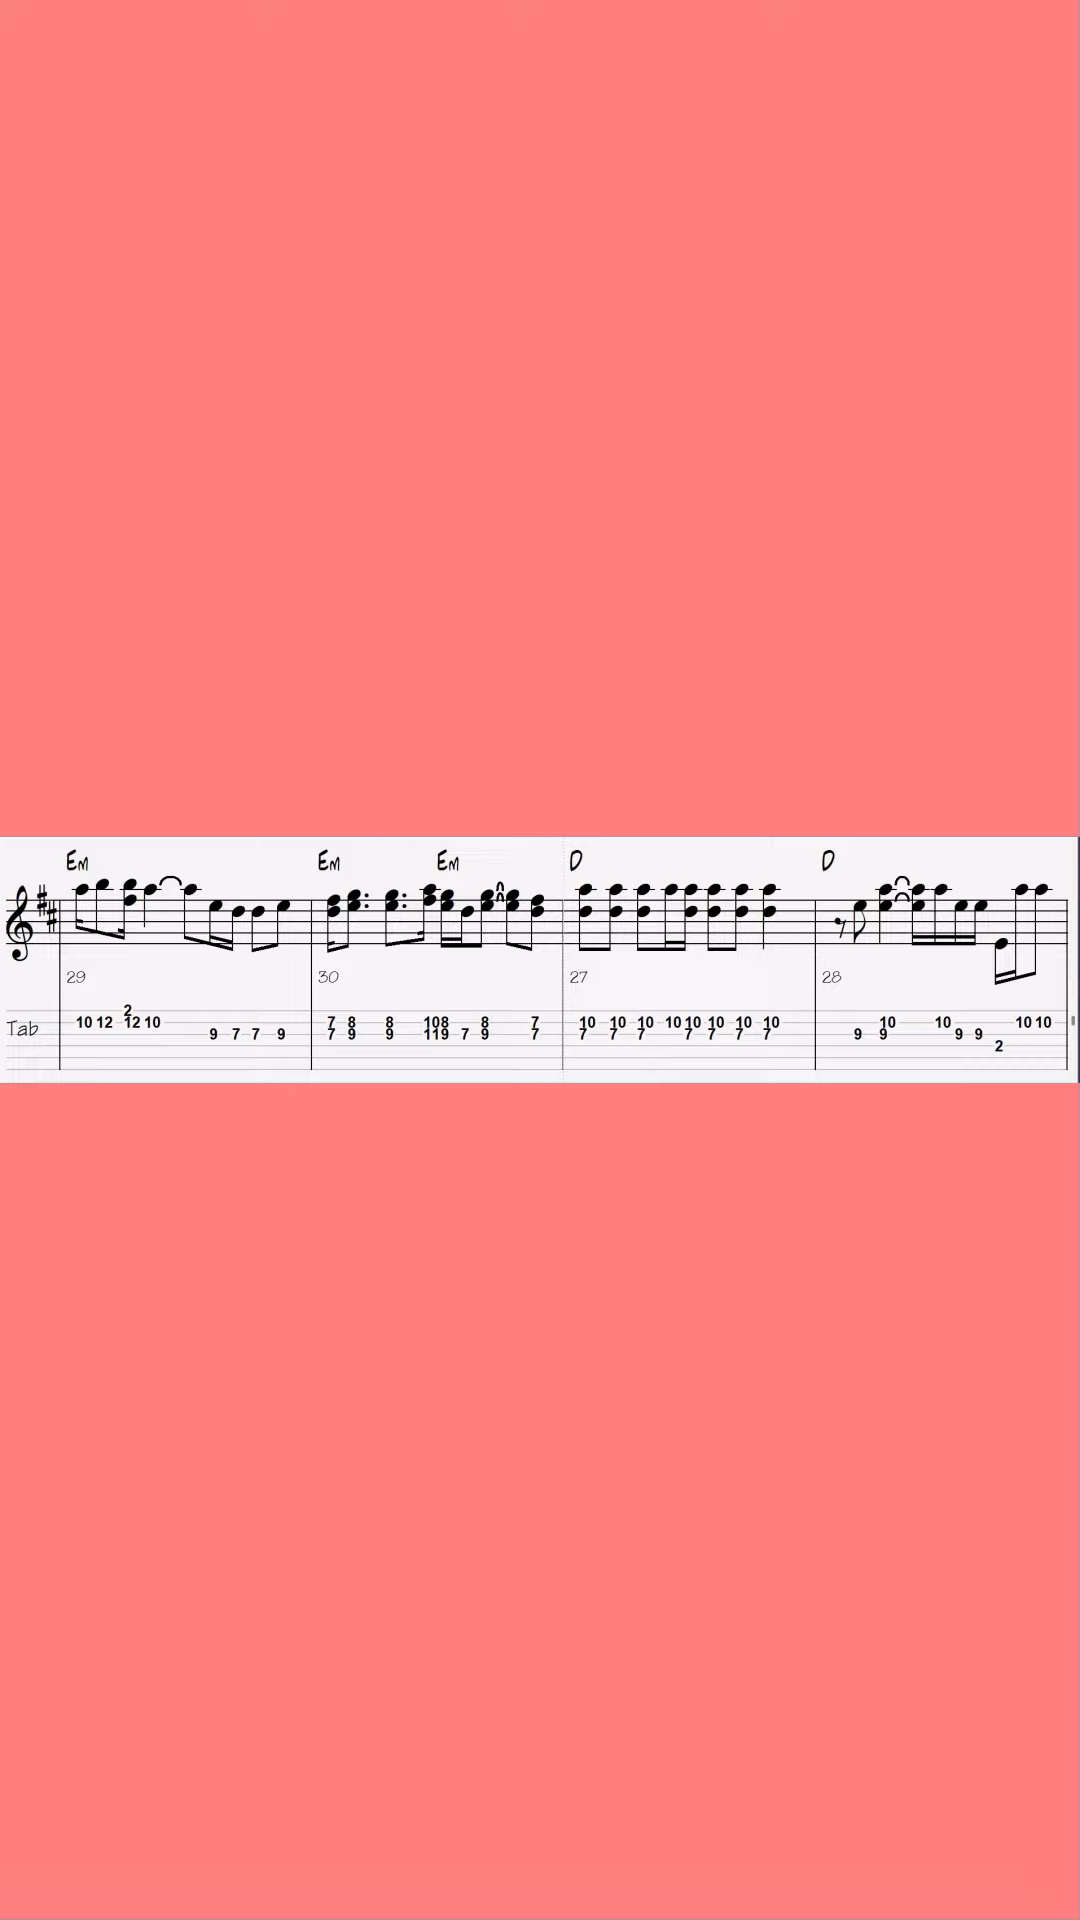 Em Em Em D D
29 30 27 28
2
Tab 10 12 12 10 7 8 8 10 8 8 7 10 10 10 10 10 10 10 10 10 10 10 10
9 7 7 9 7 9 9 11 9 7 9 7 7 7 7 7 7 7 7 9 9 9 9
2